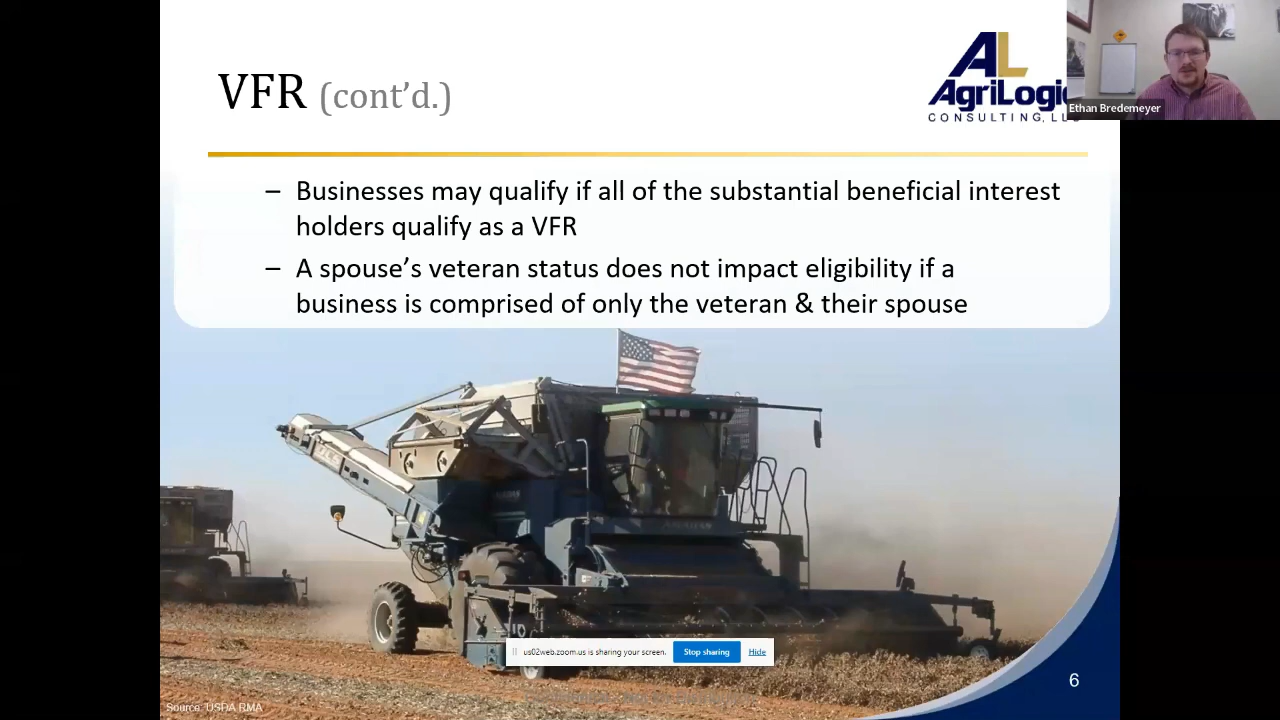 VFR (cont'd.)
AL
AgriLogic
CONSULTING, LL
Ethan Bredemeyer
– Businesses may qualify if all of the substantial beneficial interest
holders qualify as a VFR
– A spouse's veteran status does not impact eligibility if a
business is comprised of only the veteran & their spouse
us02web.zoom.us is sharing your screen.
Stop sharing
Hide
6
Source: USDA RMA